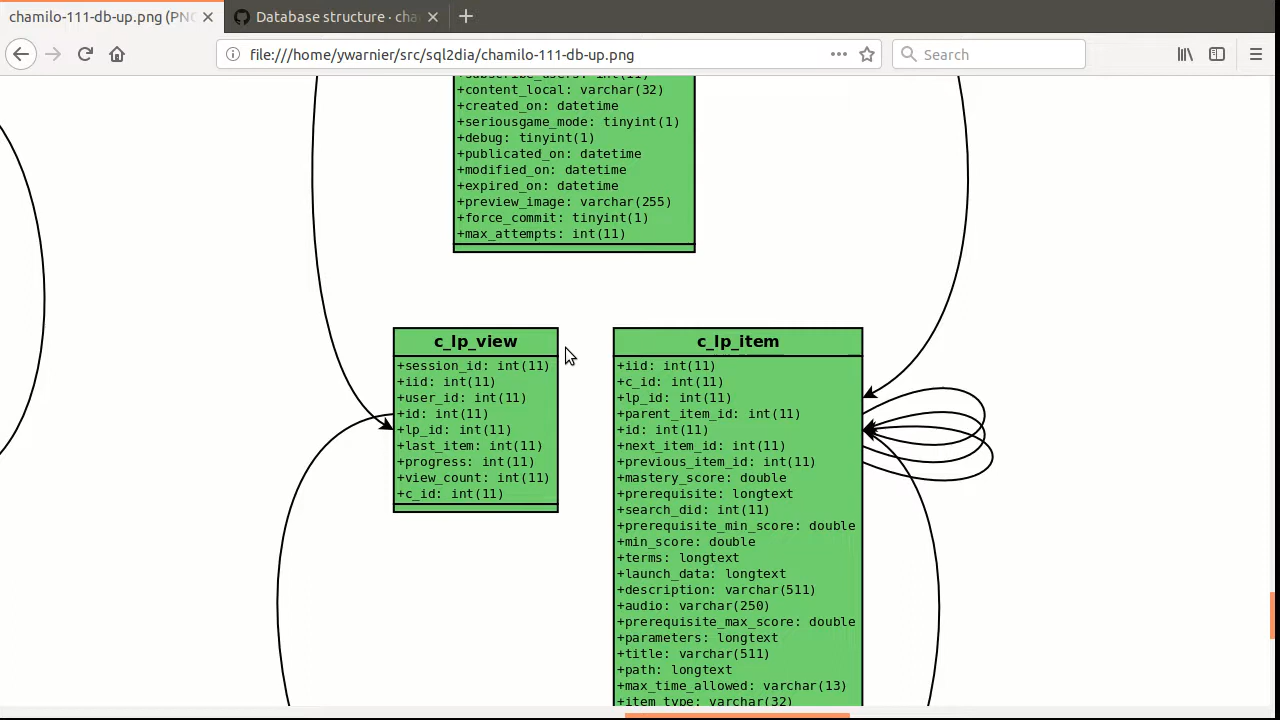 chamilo-111-db-up.png (PNG
Database structure · cha
file:///home/ywarnier/src/sql2dia/chamilo-111-db-up.png
Search
+subscribe_users: int(11)
+content_local: varchar(32)
+created_on: datetime
+seriousgame_mode: tinyint(1)
+debug: tinyint(1)
+publicated_on: datetime
+modified_on: datetime
+expired_on: datetime
+preview_image: varchar(255)
+force_commit: tinyint(1)
+max_attempts: int(11)
c_lp_view
+session_id: int(11)
+iid: int(11)
+user_id: int(11)
+id: int(11)
+lp_id: int(11)
+last_item: int(11)
+progress: int(11)
+view_count: int(11)
+c_id: int(11)
c_lp_item
+iid: int(11)
+c_id: int(11)
+lp_id: int(11)
+parent_item_id: int(11)
+id: int(11)
+next_item_id: int(11)
+previous_item_id: int(11)
+mastery_score: double
+prerequisite: longtext
+search_did: int(11)
+prerequisite_min_score: double
+min_score: double
+terms: longtext
+launch_data: longtext
+description: varchar(511)
+audio: varchar(250)
+prerequisite_max_score: double
+parameters: longtext
+title: varchar(511)
+path: longtext
+max_time_allowed: varchar(13)
+item_type: varchar(32)